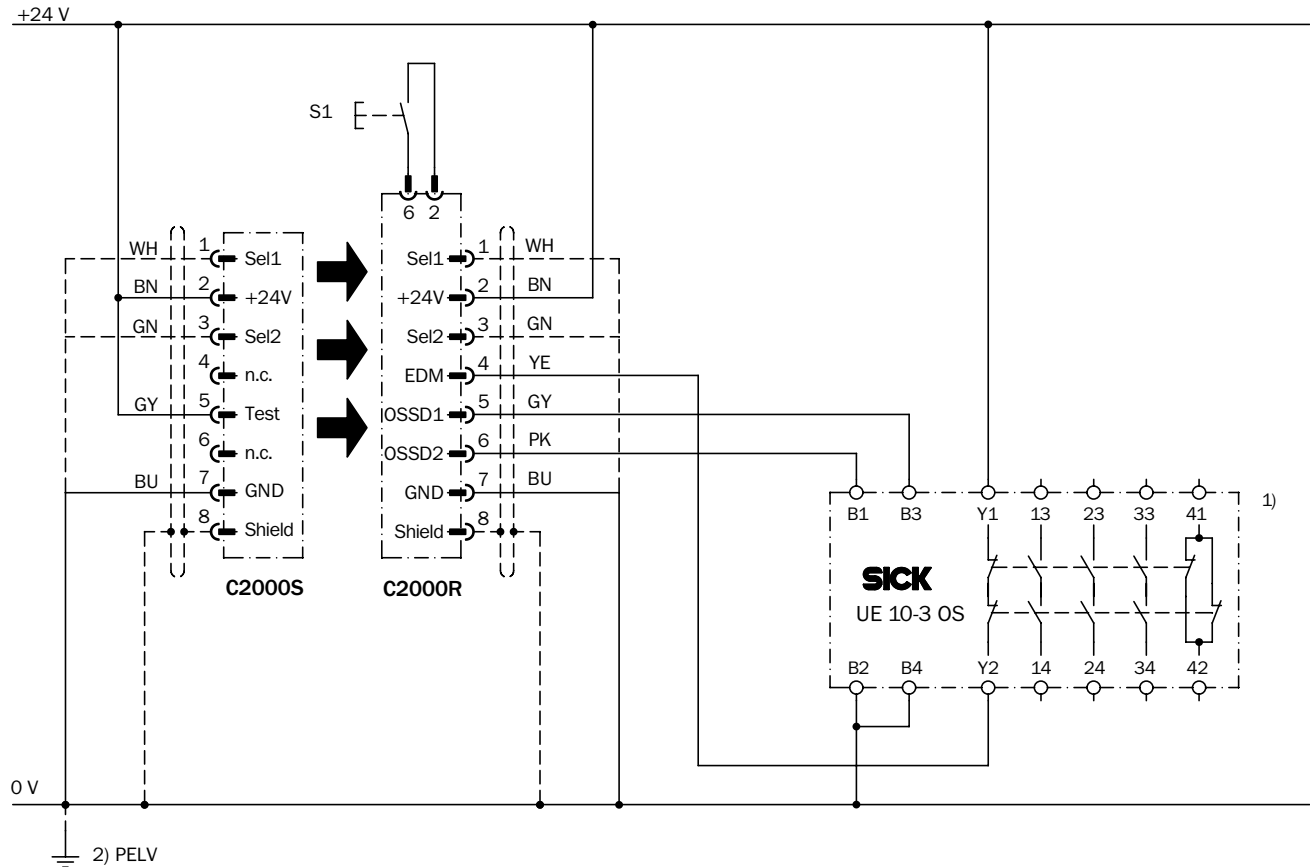 +24 V
S1
6 2
WH 1 Sel1
BN 2 +24V
GN 3 Sel2
4 n.c.
GY 5 Test
6 n.c.
BU 7 GND
8 Shield
C2000S
Sel1 1 WH
+24V 2 BN
Sel2 3 GN
EDM 4 YE
OSSD1 5 GY
OSSD2 6 PK
GND 7 BU
Shield 8
C2000R
B1 B3 Y1 13 23 33 41
1)
SICK
UE 10-3 OS
B2 B4 Y2 14 24 34 42
0 V
2) PELV